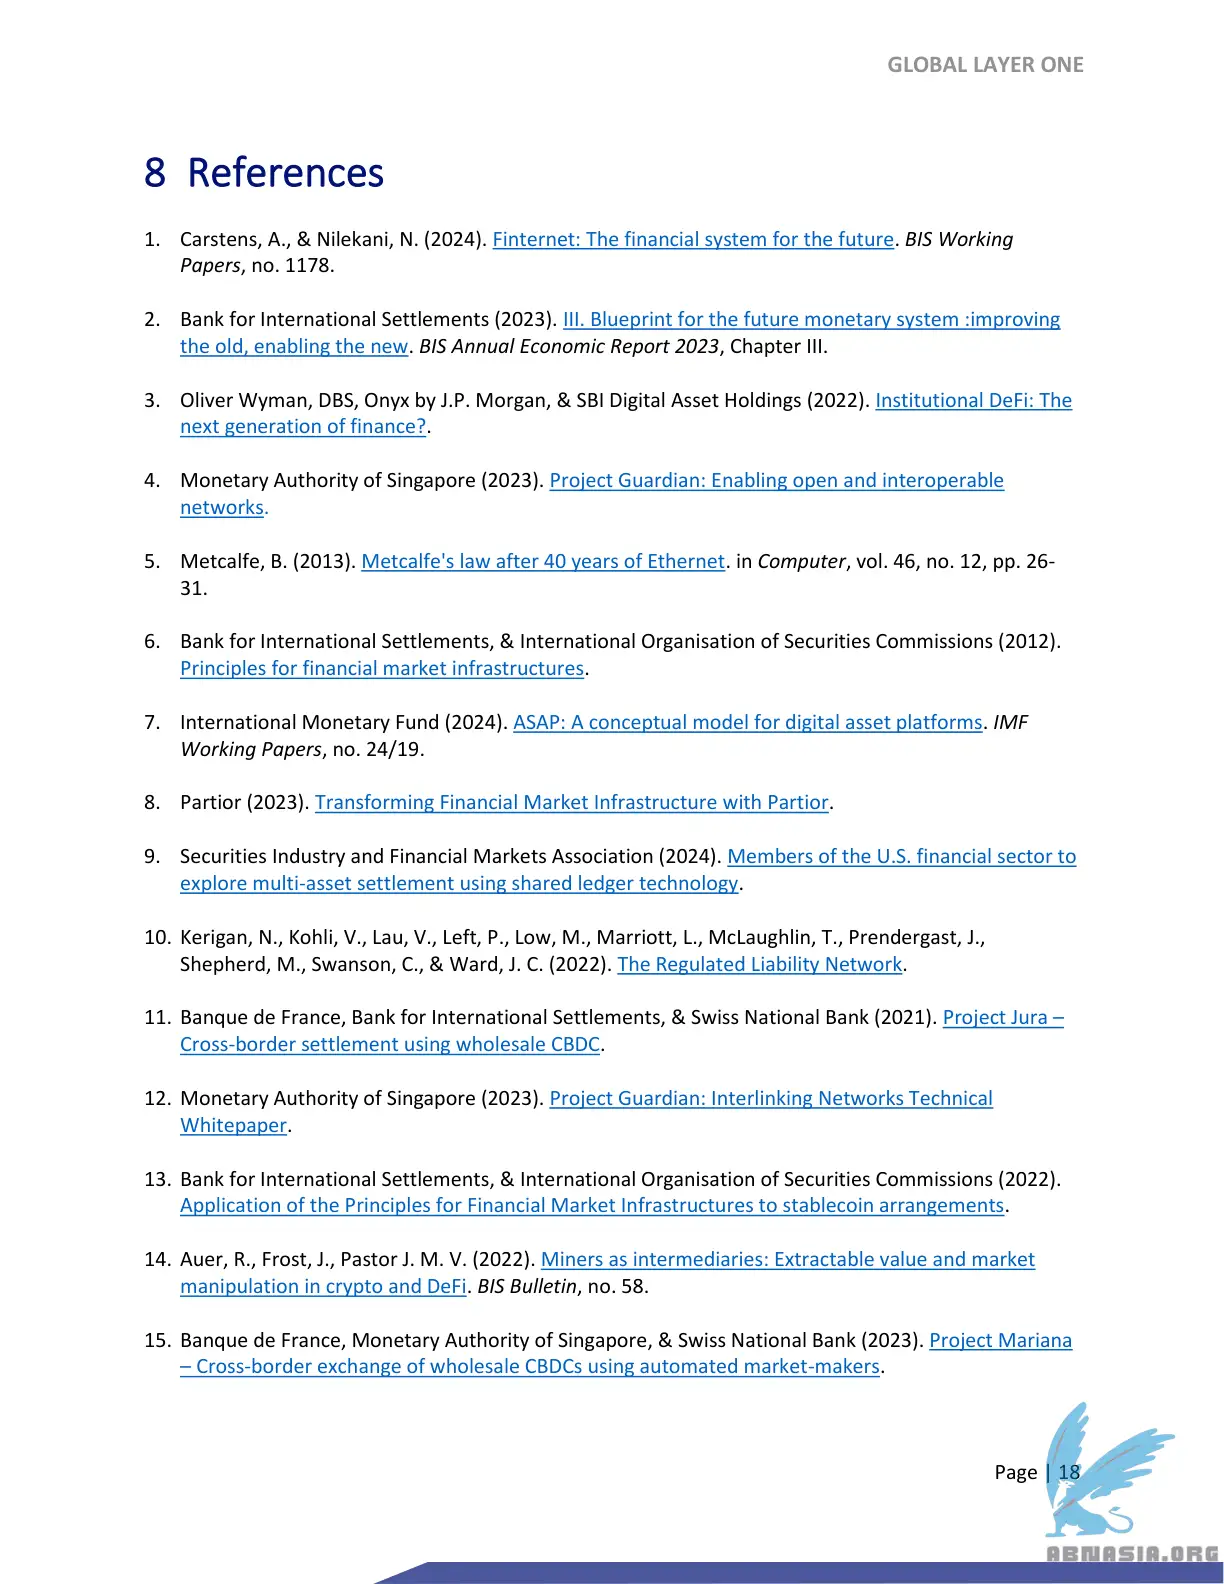 GLOBAL LAYER ONE
8 References
1. Carstens, A., & Nilekani, N. (2024). Finternet: The financial system for the future. BIS Working
Papers, no. 1178.
2. Bank for International Settlements (2023). III. Blueprint for the future monetary system :improving
the old, enabling the new. BIS Annual Economic Report 2023, Chapter III.
3. Oliver Wyman, DBS, Onyx by J.P. Morgan, & SBI Digital Asset Holdings (2022). Institutional DeFi: The
next generation of finance?.
4. Monetary Authority of Singapore (2023). Project Guardian: Enabling open and interoperable
networks.
5. Metcalfe, B. (2013). Metcalfe's law after 40 years of Ethernet. in Computer, vol. 46, no. 12, pp. 26-
31.
6. Bank for International Settlements, & International Organisation of Securities Commissions (2012).
Principles for financial market infrastructures.
7. International Monetary Fund (2024). ASAP: A conceptual model for digital asset platforms. IMF
Working Papers, no. 24/19.
8. Partior (2023). Transforming Financial Market Infrastructure with Partior.
9. Securities Industry and Financial Markets Association (2024). Members of the U.S. financial sector to
explore multi-asset settlement using shared ledger technology.
10. Kerigan, N., Kohli, V., Lau, V., Left, P., Low, M., Marriott, L., McLaughlin, T., Prendergast, J.,
Shepherd, M., Swanson, C., & Ward, J. C. (2022). The Regulated Liability Network.
11. Banque de France, Bank for International Settlements, & Swiss National Bank (2021). Project Jura –
Cross-border settlement using wholesale CBDC.
12. Monetary Authority of Singapore (2023). Project Guardian: Interlinking Networks Technical
Whitepaper.
13. Bank for International Settlements, & International Organisation of Securities Commissions (2022).
Application of the Principles for Financial Market Infrastructures to stablecoin arrangements.
14. Auer, R., Frost, J., Pastor J. M. V. (2022). Miners as intermediaries: Extractable value and market
manipulation in crypto and DeFi. BIS Bulletin, no. 58.
15. Banque de France, Monetary Authority of Singapore, & Swiss National Bank (2023). Project Mariana
– Cross-border exchange of wholesale CBDCs using automated market-makers.
Page | 18
ABNASIA.ORG